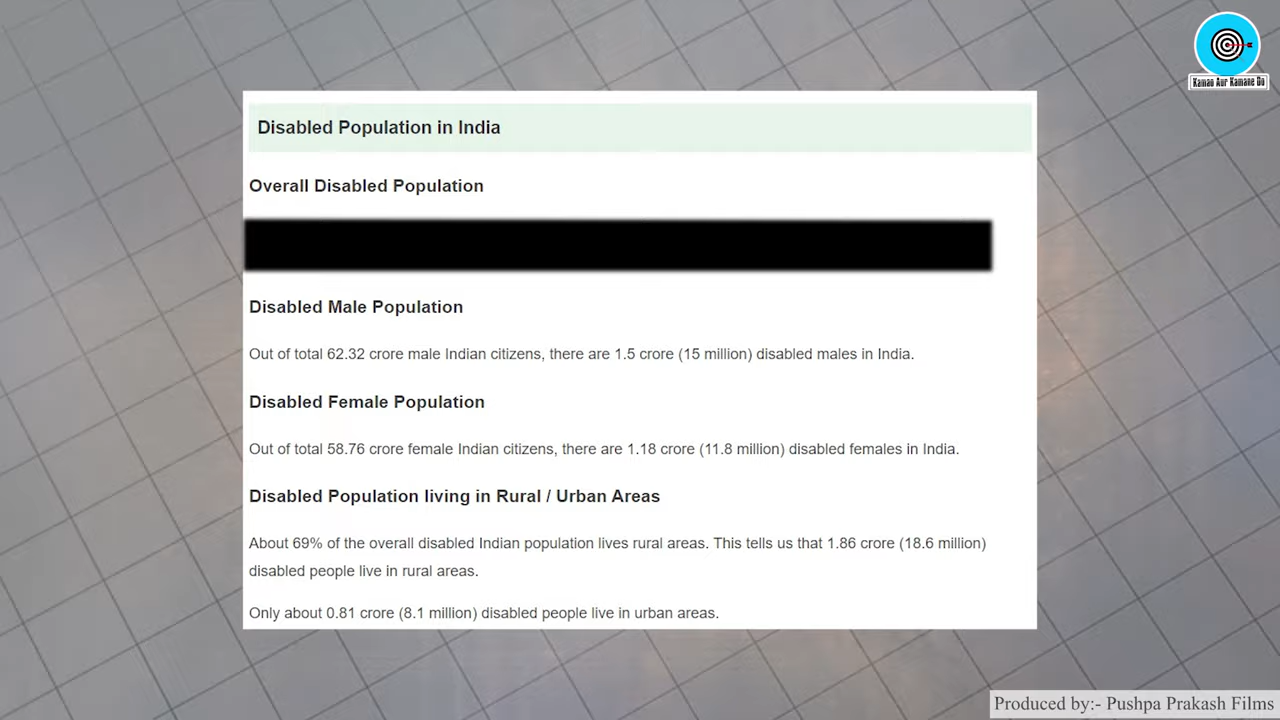 Kamao Aur Kamane Do
Disabled Population in India
Overall Disabled Population
Disabled Male Population
Out of total 62.32 crore male Indian citizens, there are 1.5 crore (15 million) disabled males in India.
Disabled Female Population
Out of total 58.76 crore female Indian citizens, there are 1.18 crore (11.8 million) disabled females in India.
Disabled Population living in Rural / Urban Areas
About 69% of the overall disabled Indian population lives rural areas. This tells us that 1.86 crore (18.6 million)
disabled people live in rural areas.
Only about 0.81 crore (8.1 million) disabled people live in urban areas.
Produced by:- Pushpa Prakash Films